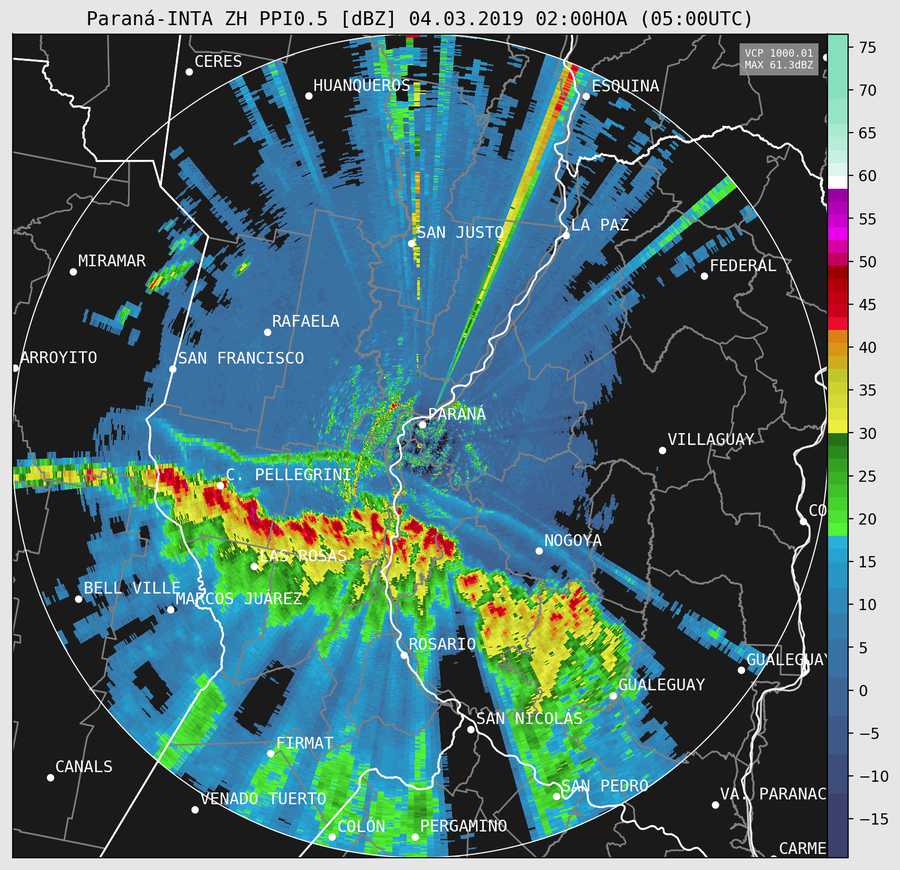 Paraná-INTA ZH PPI0.5 [dBZ] 04.03.2019 02:00HOA (05:00UTC)
VCP 1000.01
MAX 61.3dBZ
CERES
HUANQUEROS
ESQUINA
SAN JUSTO
LA PAZ
MIRAMAR
FEDERAL
RAFAELA
ARROYITO
SAN FRANCISCO
PARANÁ
VILLAGUAY
C. PELLEGRINI
CO
NOGOYA
LAS ROSAS
BELL VILLE
MARCOS JUÁREZ
ROSARIO
GUALEGUAY
GUALEGUAY
SAN NICOLÁS
FIRMAT
CANALS
SAN PEDRO
VENADO TUERTO
VA. PARANAC
COLÓN
PERGAMINO
CARME
75
70
65
60
55
50
45
40
35
30
25
20
15
10
5
0
−5
−10
−15